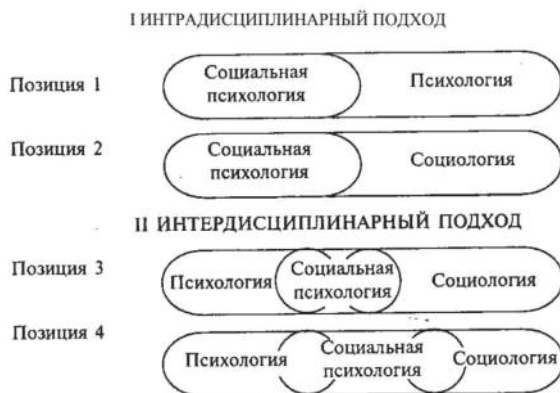 I ИНТРАДИСЦИПЛИНАРНЫЙ ПОДХОД
Позиция 1
Социальная
психология
Психология
Позиция 2
Социальная
психология
Социология
II ИНТЕРДИСЦИПЛИНАРНЫЙ ПОДХОД
Позиция 3
Психология
Социальная
психология
Социология
Позиция 4
Психология
Социальная
психология
Социология